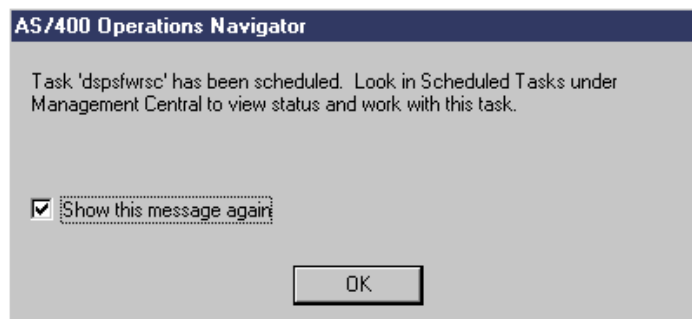 AS/400 Operations Navigator
Task 'dspsfwrsc' has been scheduled. Look in Scheduled Tasks under
Management Central to view status and work with this task.
Show this message again
OK